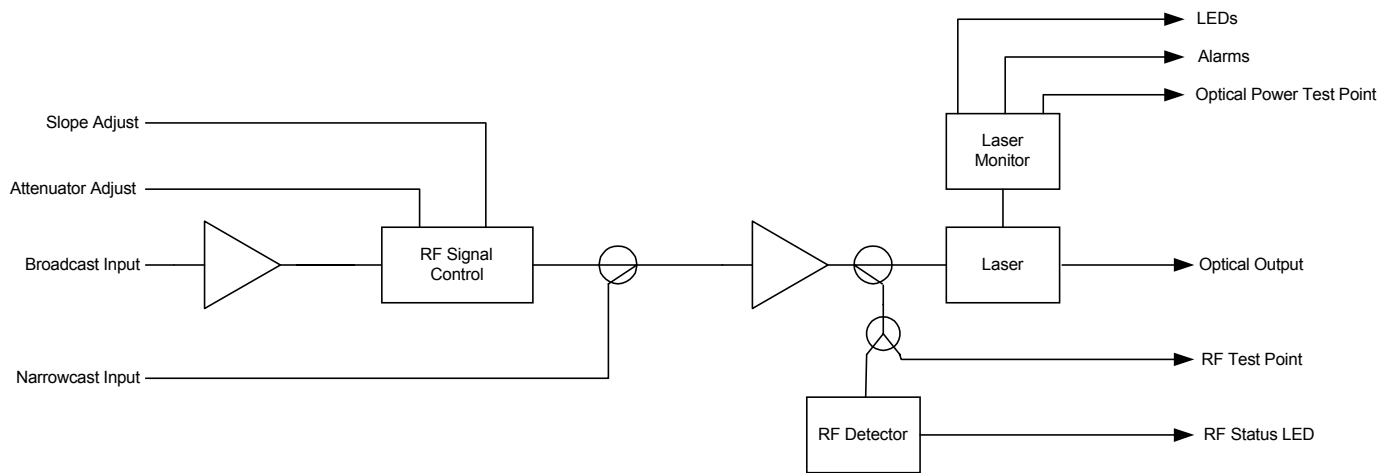 LEDs
Alarms
Optical Power Test Point
Slope Adjust
Laser
Monitor
Attenuator Adjust
Broadcast Input
RF Signal
Control
Laser
Optical Output
Narrowcast Input
RF Test Point
RF Detector
RF Status LED